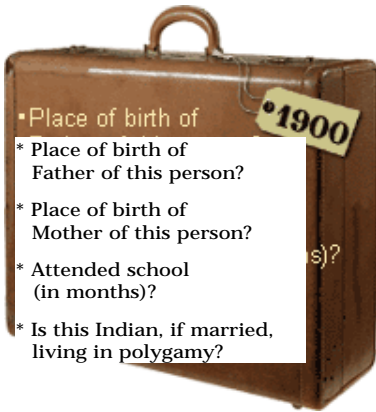 1900
▪Place of birth of
* Place of birth of
Father of this person?
* Place of birth of
Mother of this person?
* Attended school
(in months)?
* Is this Indian, if married,
living in polygamy?
s)?